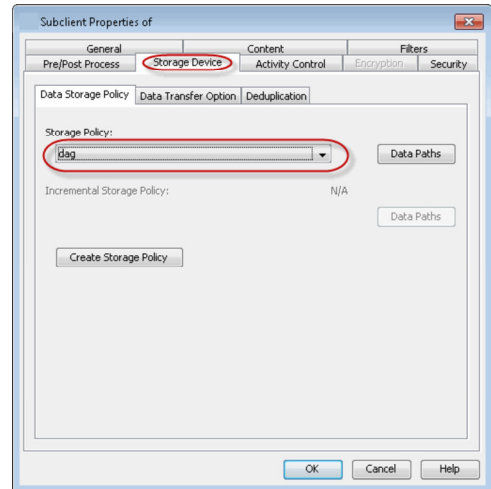 Subclient Properties of
General Content Filters
Pre/Post Process Storage Device Activity Control Encryption Security
Data Storage Policy Data Transfer Option Deduplication
Storage Policy:
dag Data Paths
Incremental Storage Policy: N/A
Data Paths
Create Storage Policy
OK Cancel Help